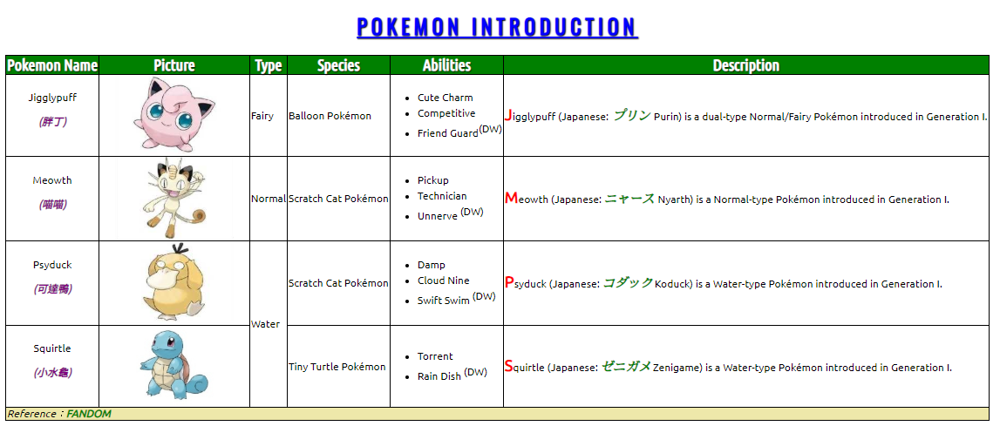 POKEMON INTRODUCTION
Pokemon Name Picture Type Species Abilities Description
Jigglypuff
(胖丁)
Fairy
Balloon Pokémon
Cute Charm
Competitive
Friend Guard(DW)
Jigglypuff (Japanese: プリン Purin) is a dual-type Normal/Fairy Pokémon introduced in Generation I.
Meowth
(喵喵)
Normal
Scratch Cat Pokémon
Pickup
Technician
Unnerve (DW)
Meowth (Japanese: ニャース Nyarth) is a Normal-type Pokémon introduced in Generation I.
Psyduck
(可達鴨)
Water
Scratch Cat Pokémon
Damp
Cloud Nine
Swift Swim (DW)
Psyduck (Japanese: コダック Koduck) is a Water-type Pokémon introduced in Generation I.
Squirtle
(小水龜)
Tiny Turtle Pokémon
Torrent
Rain Dish (DW)
Squirtle (Japanese: ゼニガメ Zenigame) is a Water-type Pokémon introduced in Generation I.
Reference：FANDOM